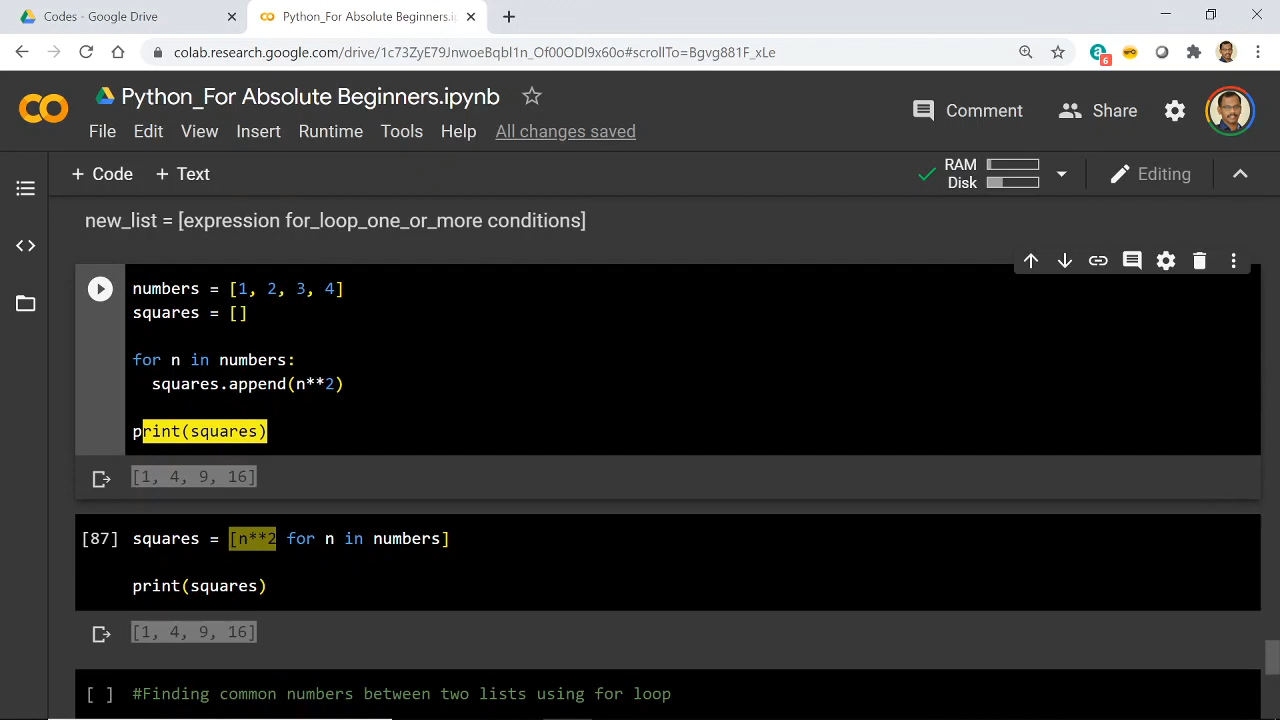 Codes - Google Drive
Python_For Absolute Beginners.ip
colab.research.google.com/drive/1c73ZyE79JnwoeBqbl1n_Of00ODl9x60o#scrollTo=Bgvg881F_xLe
6
Python_For Absolute Beginners.ipynb
Comment
Share
File Edit View Insert Runtime Tools Help All changes saved
+ Code + Text
RAM
Disk
Editing
new_list = [expression for_loop_one_or_more conditions]
numbers = [1, 2, 3, 4]
squares = []
for n in numbers:
squares.append(n**2)
print(squares)
[1, 4, 9, 16]
[87] squares = [n**2 for n in numbers]
print(squares)
[1, 4, 9, 16]
[ ] #Finding common numbers between two lists using for loop